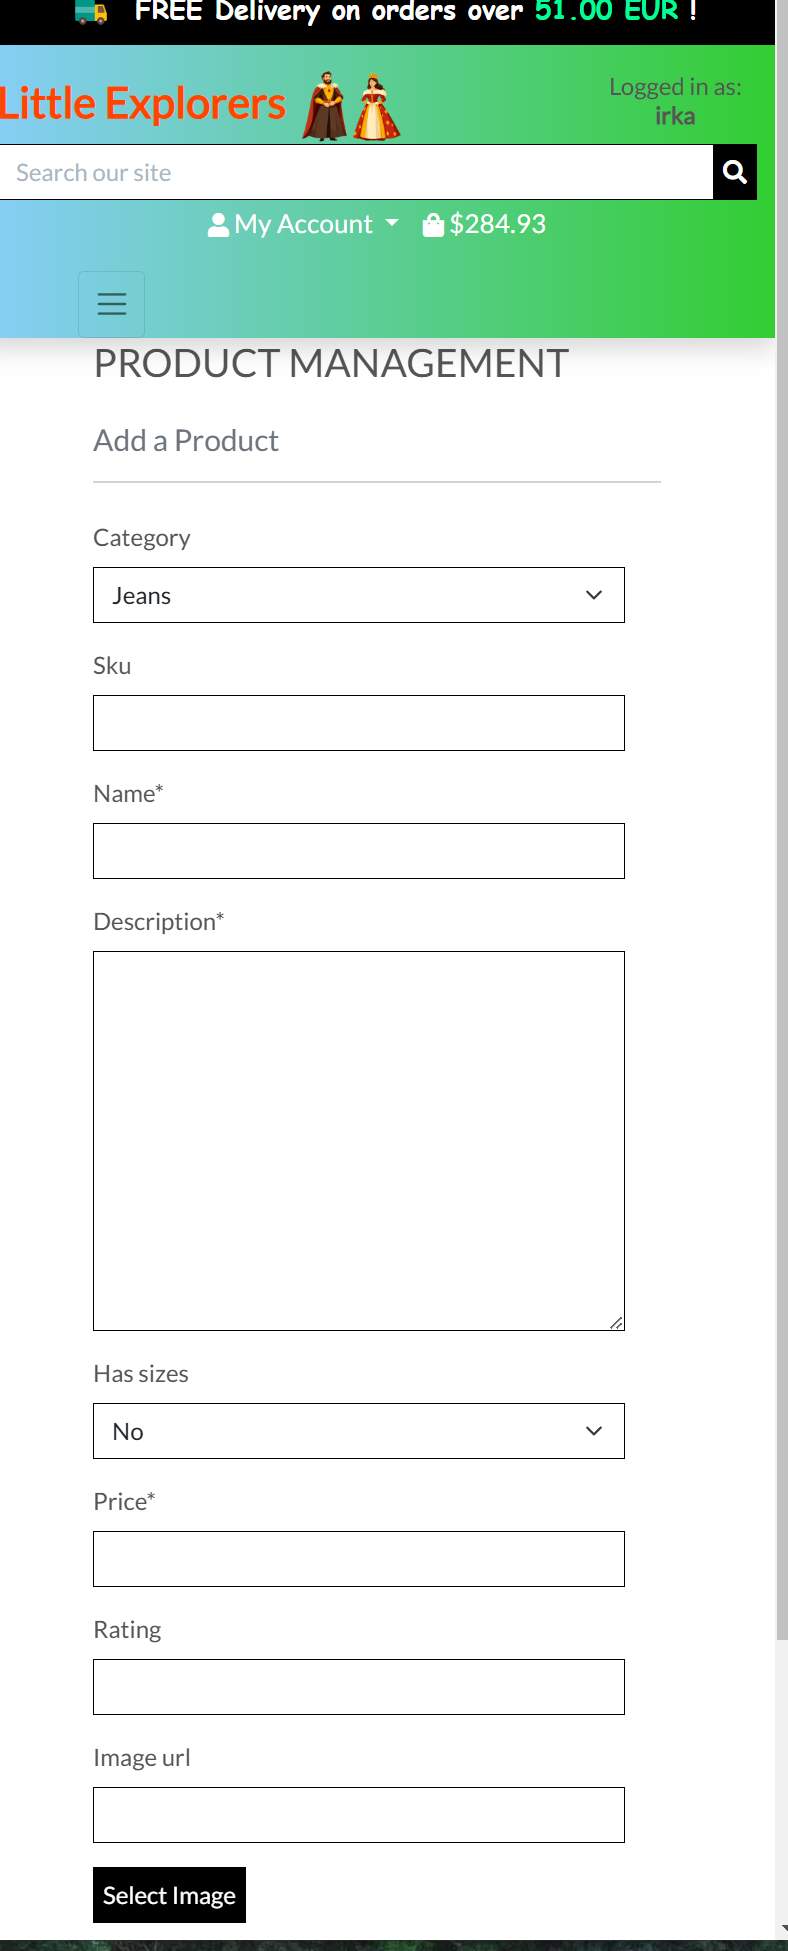 FREE Delivery on orders over 51.00 EUR !
Little Explorers
Logged in as:
irka
Search our site
My Account
$284.93
PRODUCT MANAGEMENT
Add a Product
Category
Jeans
Sku
Name*
Description*
Has sizes
No
Price*
Rating
Image url
Select Image